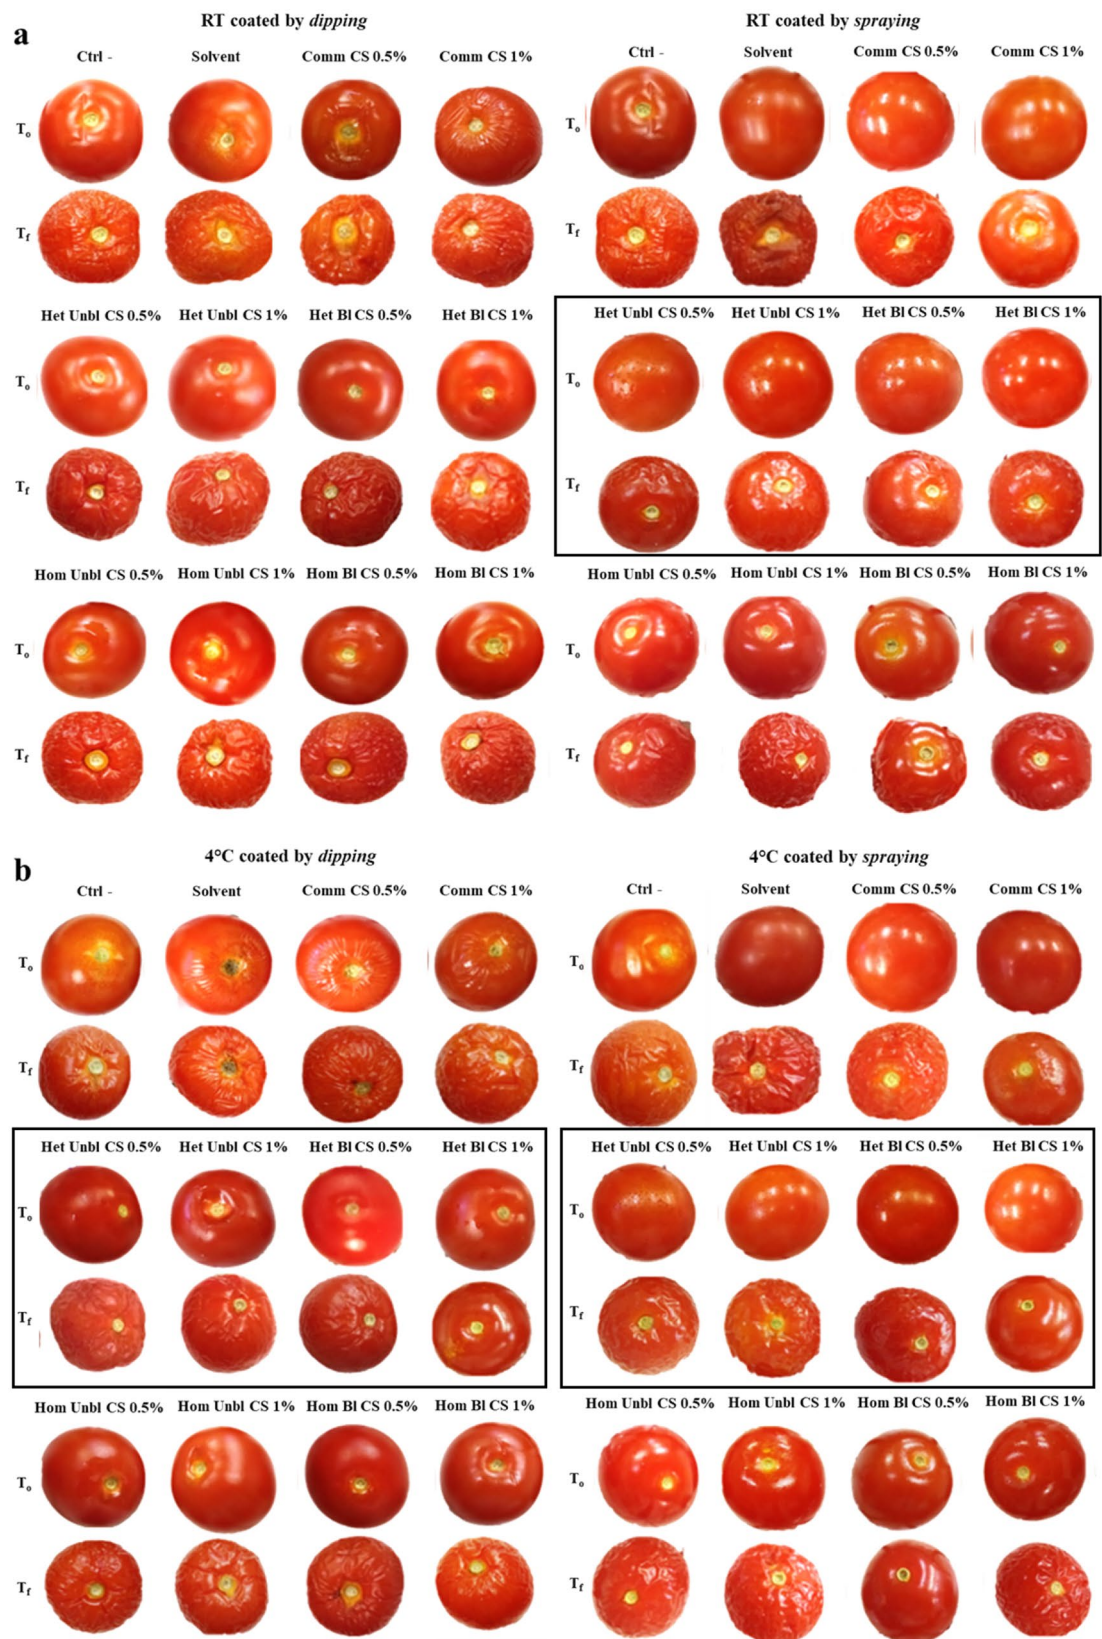 a
RT coated by dipping
RT coated by spraying
Ctrl - Solvent Comm CS 0.5% Comm CS 1%
Ctrl - Solvent Comm CS 0.5% Comm CS 1%
To
To
Tf
Tf
Het Unbl CS 0.5% Het Unbl CS 1% Het Bl CS 0.5% Het Bl CS 1%
Het Unbl CS 0.5% Het Unbl CS 1% Het Bl CS 0.5% Het Bl CS 1%
To
To
Tf
Tf
Hom Unbl CS 0.5% Hom Unbl CS 1% Hom Bl CS 0.5% Hom Bl CS 1%
Hom Unbl CS 0.5% Hom Unbl CS 1% Hom Bl CS 0.5% Hom Bl CS 1%
To
To
Tf
Tf
b
4°C coated by dipping
4°C coated by spraying
Ctrl - Solvent Comm CS 0.5% Comm CS 1%
Ctrl - Solvent Comm CS 0.5% Comm CS 1%
To
To
Tf
Tf
Het Unbl CS 0.5% Het Unbl CS 1% Het Bl CS 0.5% Het Bl CS 1%
Het Unbl CS 0.5% Het Unbl CS 1% Het Bl CS 0.5% Het Bl CS 1%
To
To
Tf
Tf
Hom Unbl CS 0.5% Hom Unbl CS 1% Hom Bl CS 0.5% Hom Bl CS 1%
Hom Unbl CS 0.5% Hom Unbl CS 1% Hom Bl CS 0.5% Hom Bl CS 1%
To
To
Tf
Tf